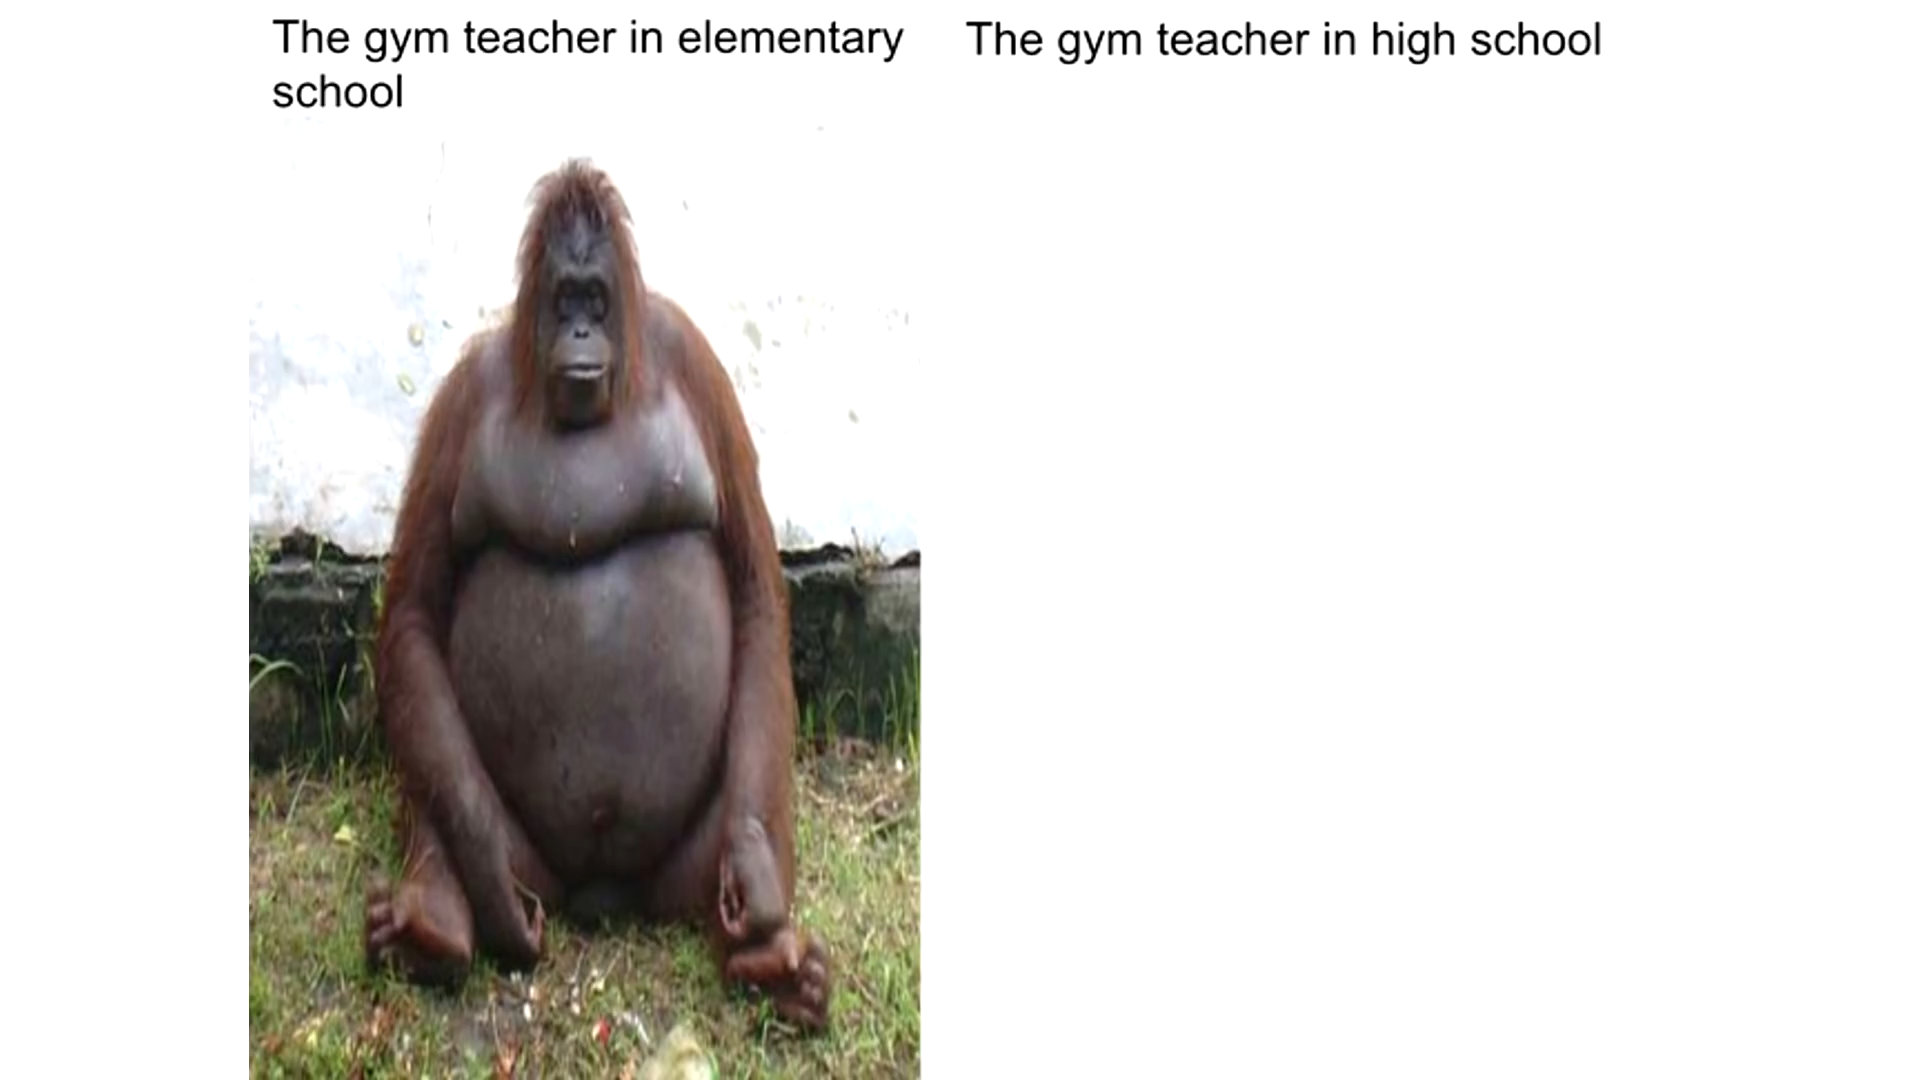 The gym teacher in elementary
school
The gym teacher in high school